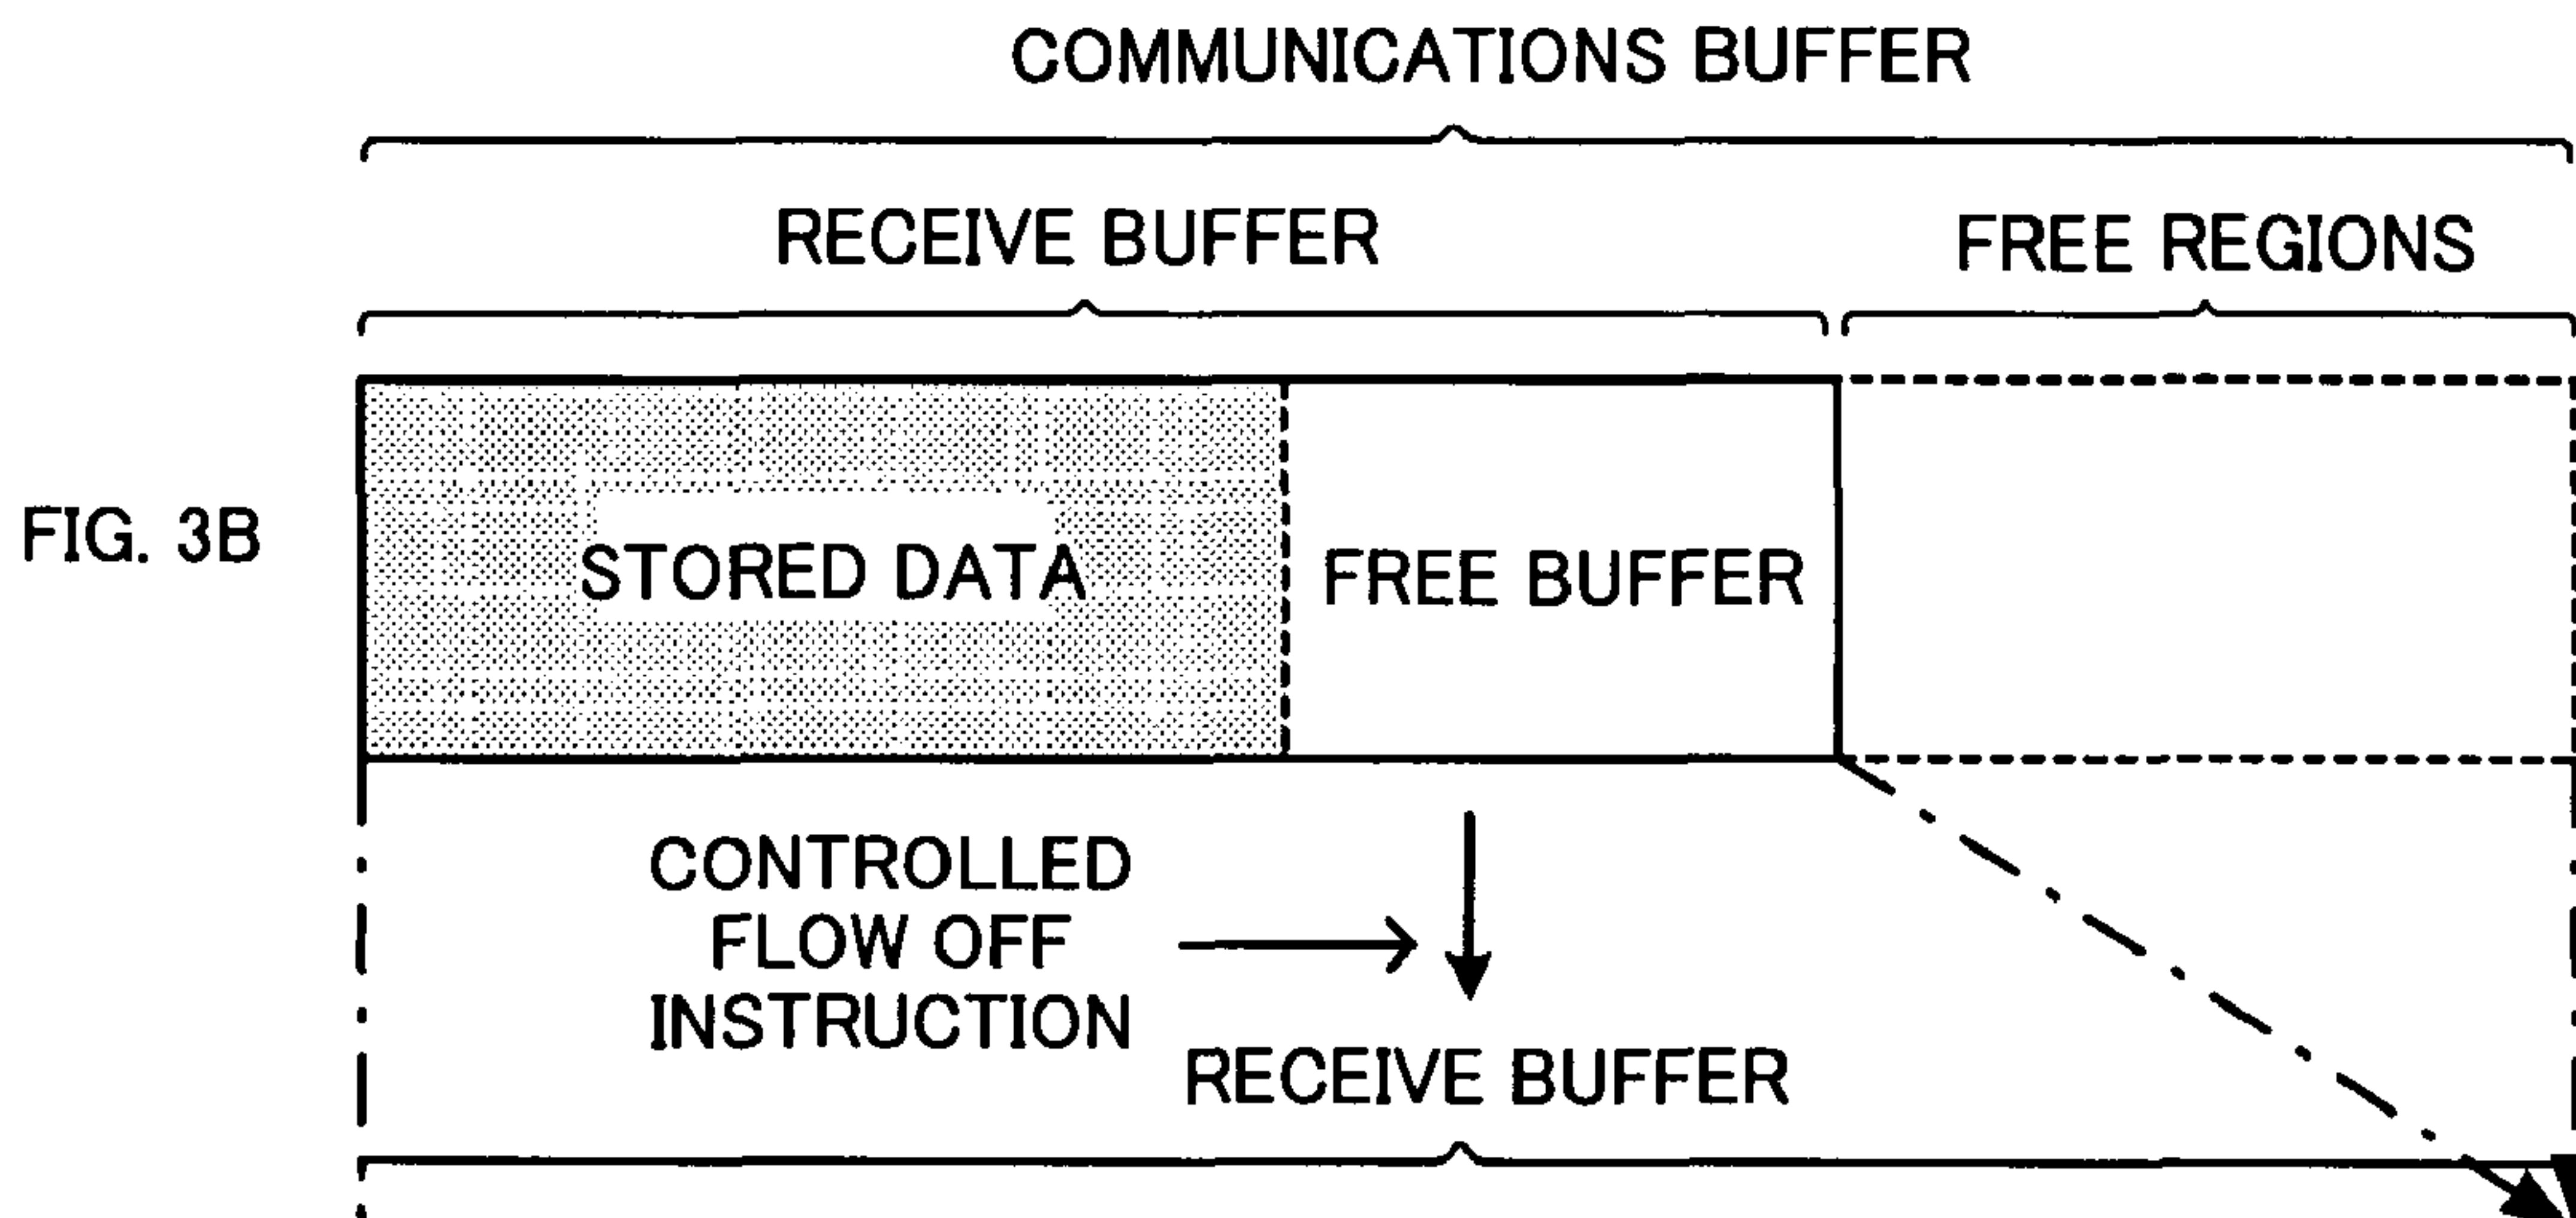 COMMUNICATIONS BUFFER
RECEIVE BUFFER
FREE REGIONS
FIG. 3B
STORED DATA
FREE BUFFER
CONTROLLED
FLOW OFF
INSTRUCTION
RECEIVE BUFFER